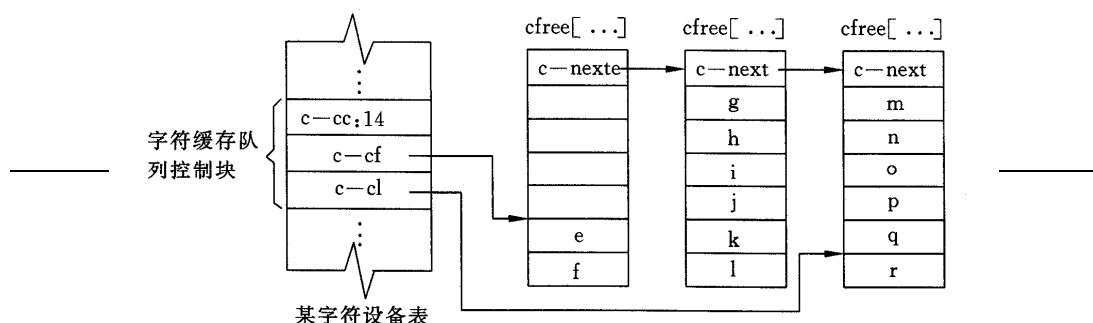 cfree[ ...]
cfree[ ...]
cfree[ ...]
c—nexte
c—next
c—next
g
m
c—cc:14
h
n
字符缓存队
列控制块
c—cf
i
o
c—cl
j
p
e
k
q
f
l
r
某字符设备表